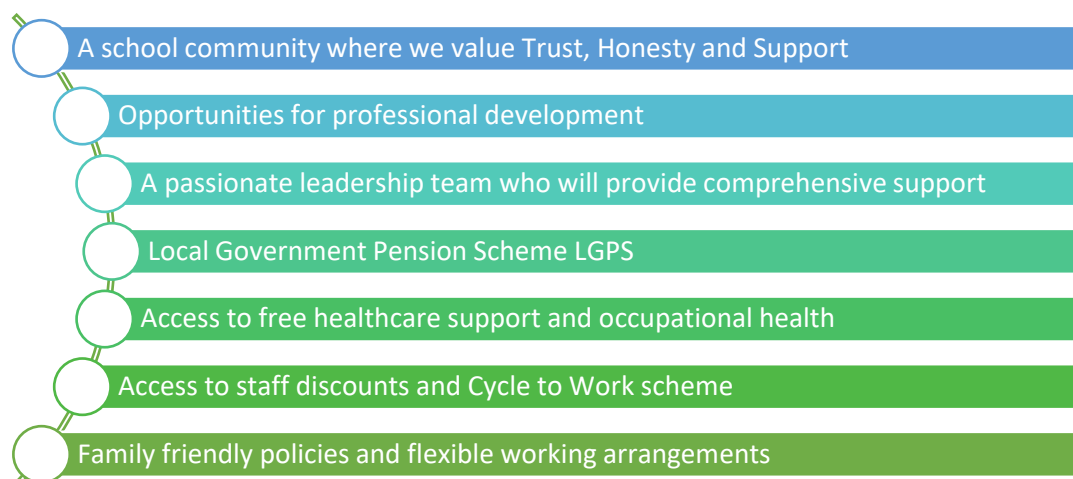 A school community where we value Trust, Honesty and Support
Opportunities for professional development
A passionate leadership team who will provide comprehensive support
Local Government Pension Scheme LGPS
Access to free healthcare support and occupational health
Access to staff discounts and Cycle to Work scheme
Family friendly policies and flexible working arrangements